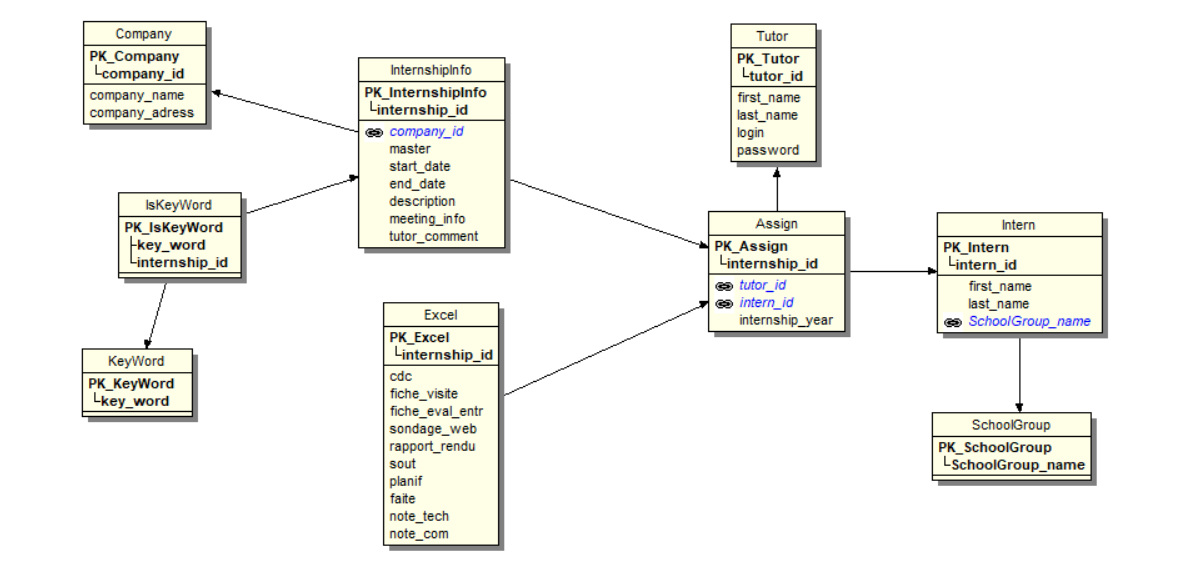 Company
PK_Company
company_id
company_name
company_adress
InternshipInfo
PK_InternshipInfo
internship_id
company_id
master
start_date
end_date
description
meeting_info
tutor_comment
Tutor
PK_Tutor
tutor_id
first_name
last_name
login
password
IsKeyWord
PK_IsKeyWord
key_word
internship_id
Assign
PK_Assign
internship_id
tutor_id
intern_id
internship_year
Intern
PK_Intern
intern_id
first_name
last_name
SchoolGroup_name
KeyWord
PK_KeyWord
key_word
Excel
PK_Excel
internship_id
cdc
fiche_visite
fiche_eval_entr
sondage_web
rapport_rendu
sout
planif
faite
note_tech
note_com
SchoolGroup
PK_SchoolGroup
SchoolGroup_name